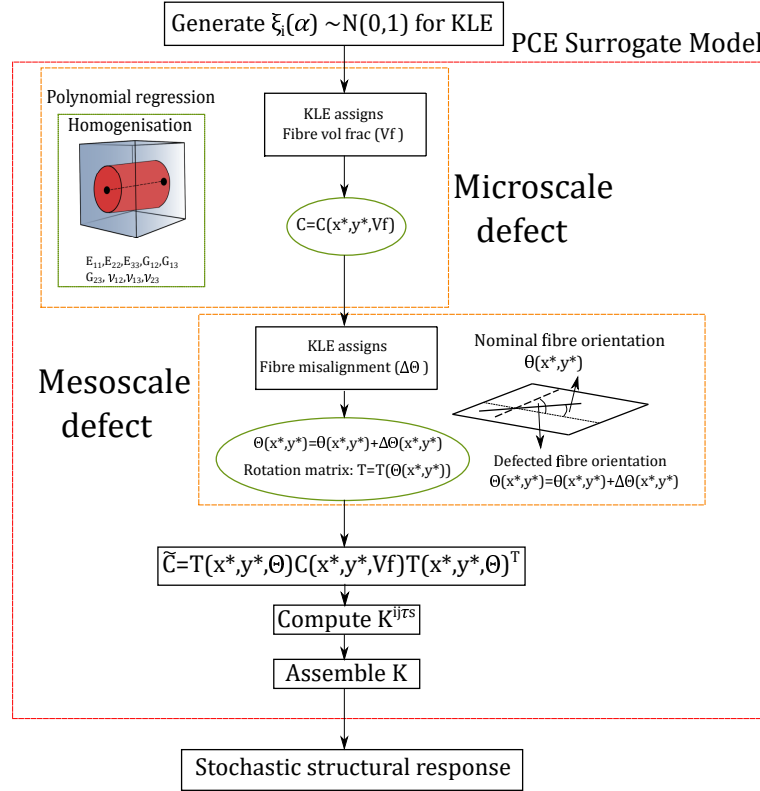 Generate ξᵢ(α) ~N(0,1) for KLE
PCE Surrogate Model
Polynomial regression
Homogenisation
E₁₁,E₂₂,E₃₃,G₁₂,G₁₃
G₂₃, ν₁₂,ν₁₃,ν₂₃
KLE assigns
Fibre vol frac (Vf )
C=C(x*,y*,Vf)
Microscale
defect
Mesoscale
defect
KLE assigns
Fibre misalignment (ΔΘ )
Θ(x*,y*)=θ(x*,y*)+ΔΘ(x*,y*)
Rotation matrix: T=T(Θ(x*,y*))
Nominal fibre orientation
θ(x*,y*)
Defected fibre orientation
Θ(x*,y*)=θ(x*,y*)+ΔΘ(x*,y*)
C̃=T(x*,y*,Θ)C(x*,y*,Vf)T(x*,y*,Θ)ᵀ
Compute K^{ijτs}
Assemble K
Stochastic structural response